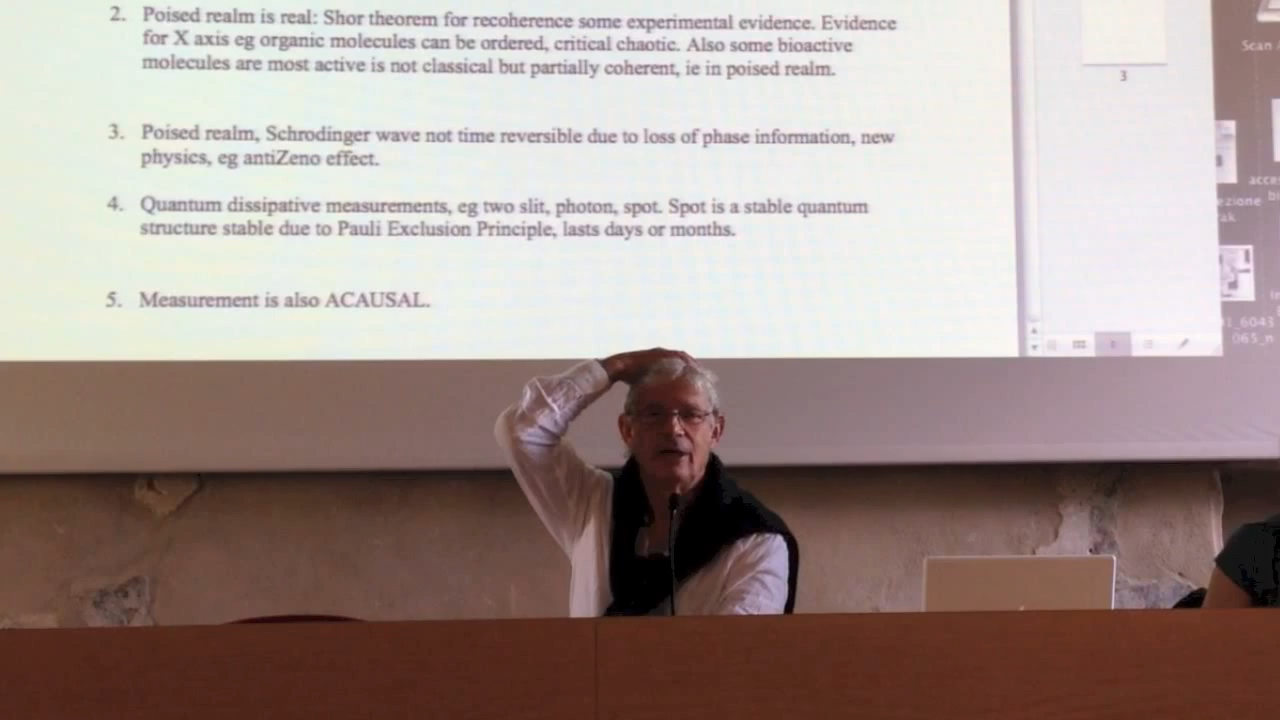 2. Poised realm is real: Shor theorem for recoherence some experimental evidence. Evidence
for X axis eg organic molecules can be ordered, critical chaotic. Also some bioactive
molecules are most active is not classical but partially coherent, ie in poised realm.
3. Poised realm, Schrodinger wave not time reversible due to loss of phase information, new
physics, eg antiZeno effect.
4. Quantum dissipative measurements, eg two slit, photon, spot. Spot is a stable quantum
structure stable due to Pauli Exclusion Principle, lasts days or months.
5. Measurement is also ACAUSAL.
3
Scan